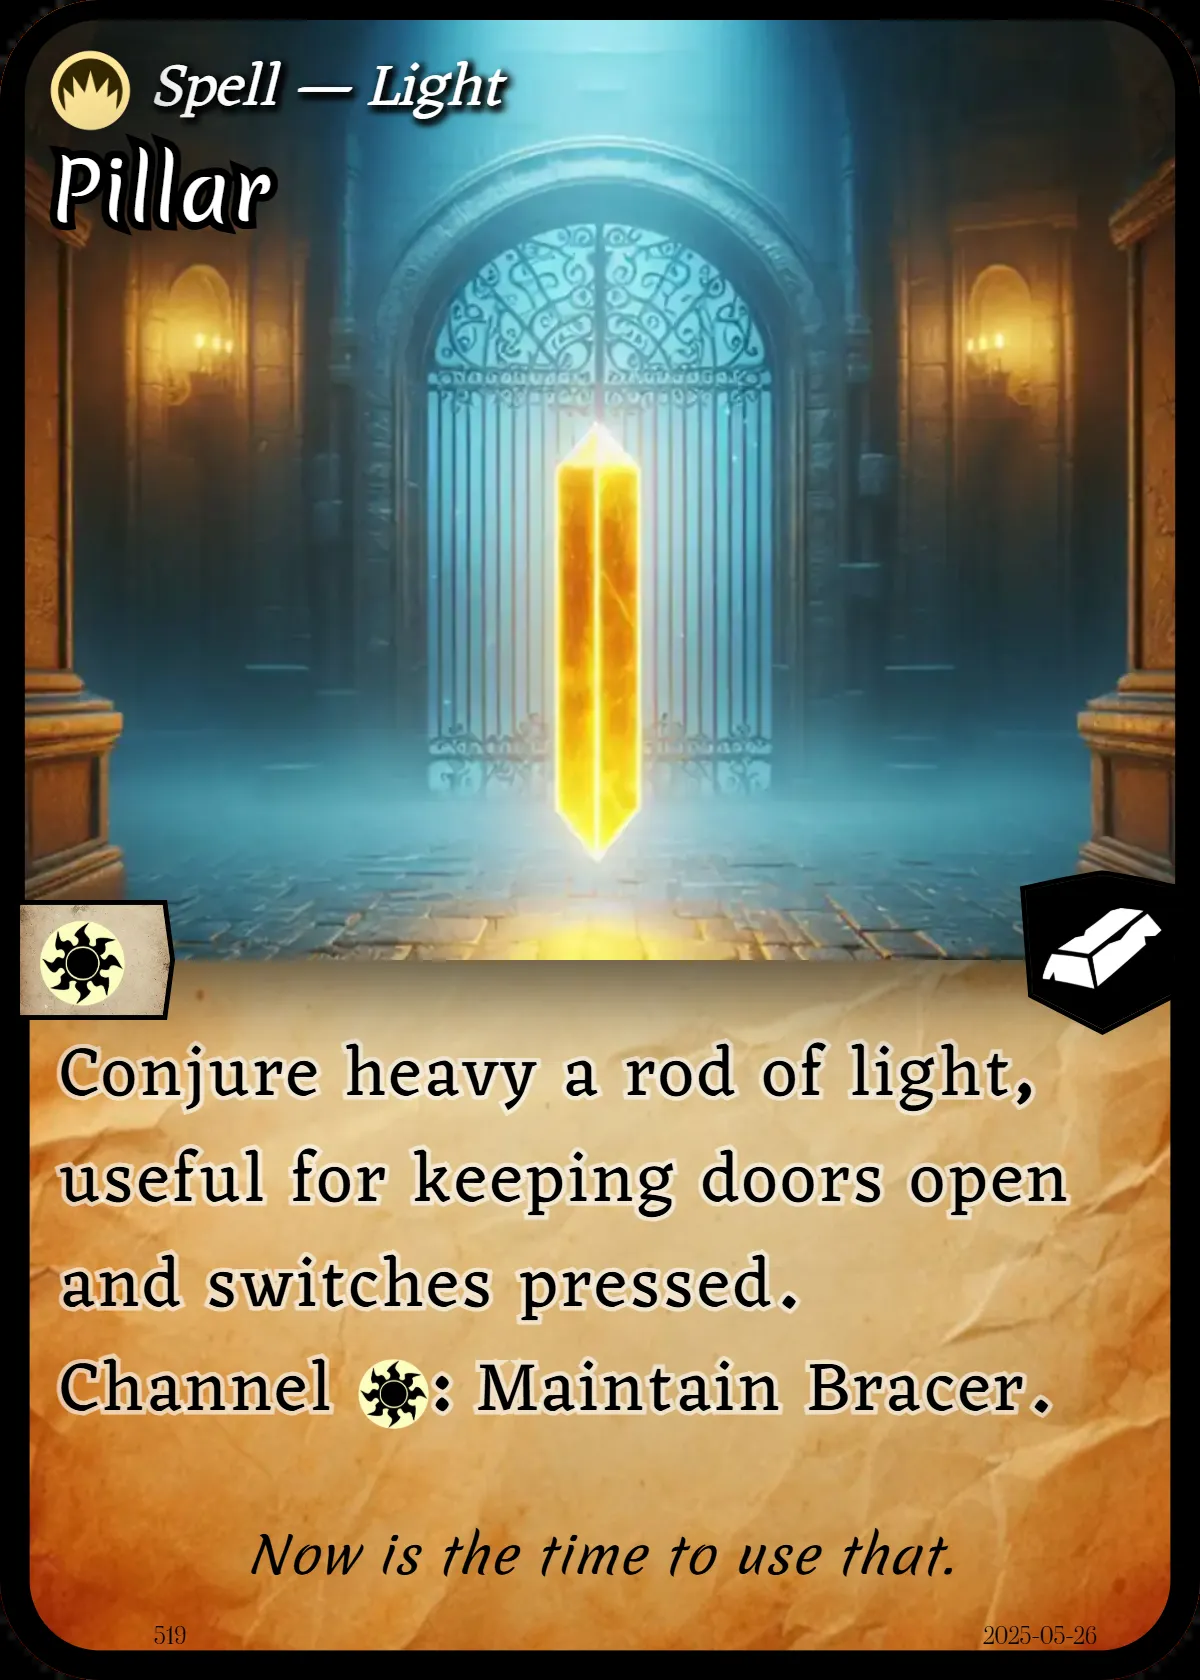 Spell — Light
Pillar
Conjure heavy a rod of light,
useful for keeping doors open
and switches pressed.
Channel : Maintain Bracer.
Now is the time to use that.
519
2025-05-26